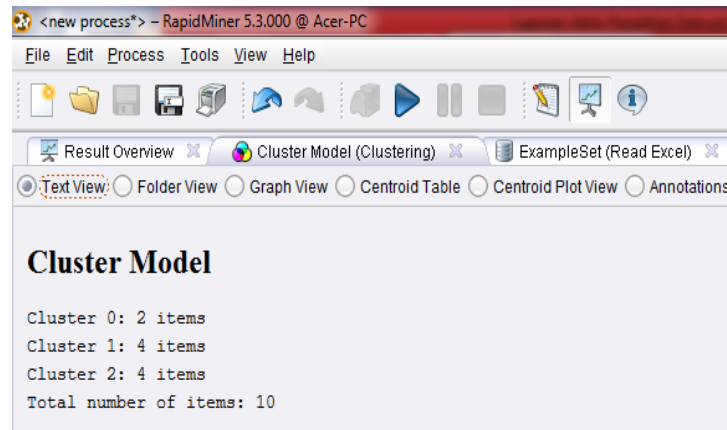 <new process*> – RapidMiner 5.3.000 @ Acer-PC
File Edit Process Tools View Help
Result Overview Cluster Model (Clustering) ExampleSet (Read Excel)
Text View Folder View Graph View Centroid Table Centroid Plot View Annotations
Cluster Model
Cluster 0: 2 items
Cluster 1: 4 items
Cluster 2: 4 items
Total number of items: 10